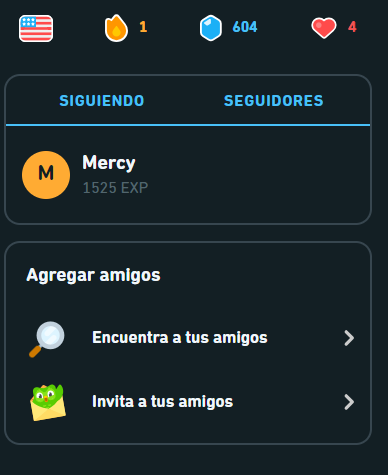 1 604 4
SIGUIENDO SEGUIDORES
M
Mercy
1525 EXP
Agregar amigos
Encuentra a tus amigos
Invita a tus amigos